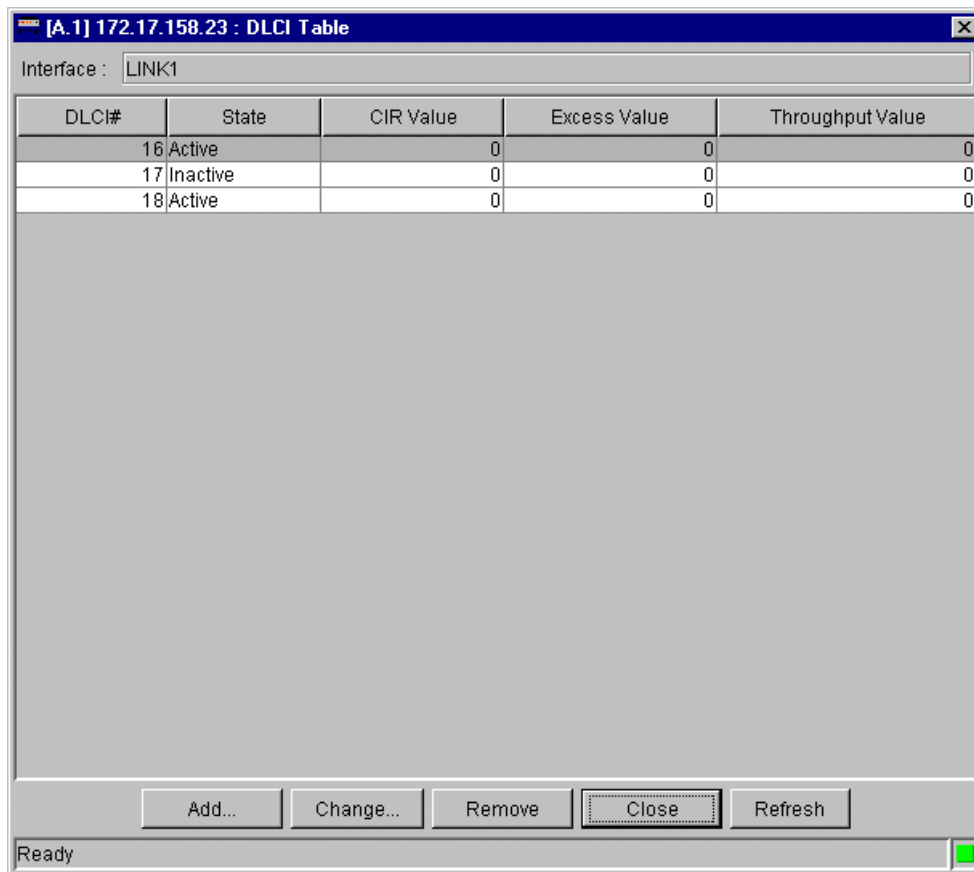 [A.1] 172.17.158.23 : DLCI Table
Interface : LINK1
DLCI# State CIR Value Excess Value Throughput Value
16 Active 0 0 0
17 Inactive 0 0 0
18 Active 0 0 0
Add... Change... Remove Close Refresh
Ready